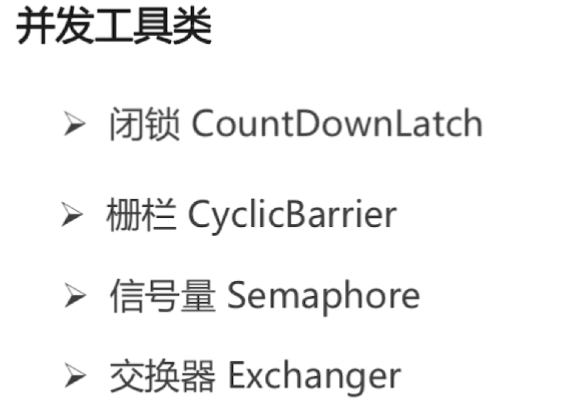 并发工具类
➢ 闭锁 CountDownLatch
➢ 栅栏 CyclicBarrier
➢ 信号量 Semaphore
➢ 交换器 Exchanger